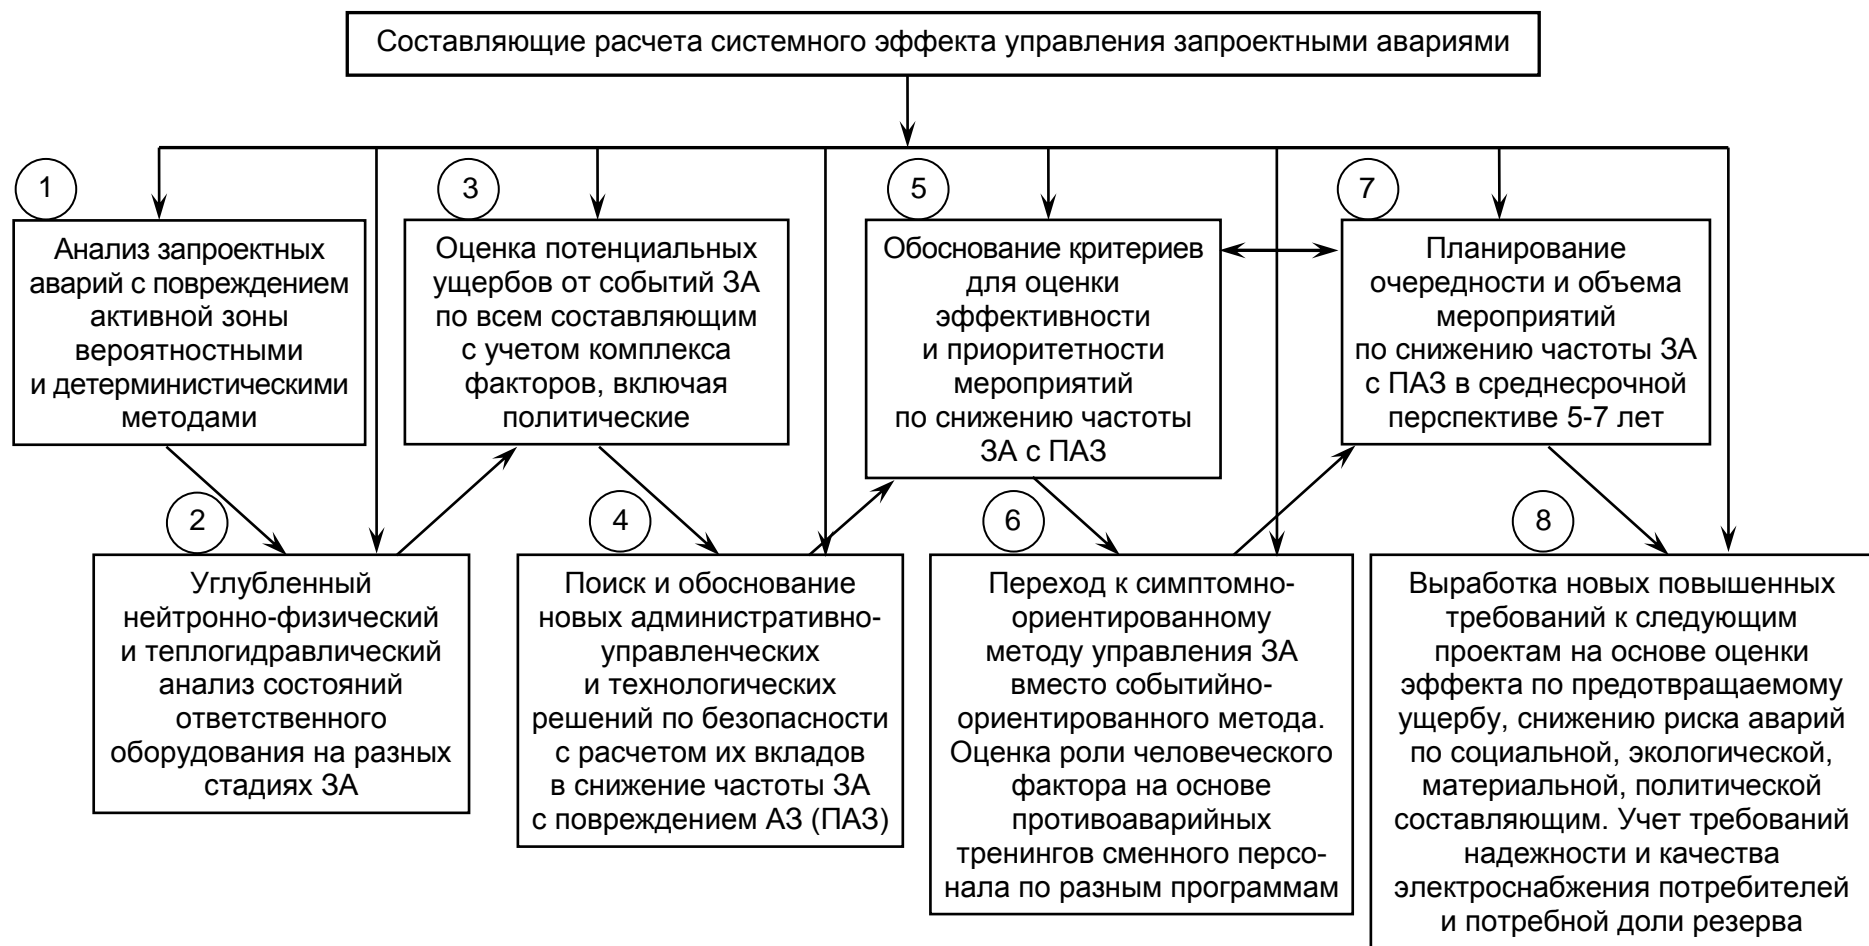 Составляющие расчета системного эффекта управления запроектными авариями
1
Анализ запроектных
аварий с повреждением
активной зоны
вероятностными
и детерминистическими
методами
2
Углубленный
нейтронно-физический
и теплогидравлический
анализ состояний
ответственного
оборудования на разных
стадиях ЗА
3
Оценка потенциальных
ущербов от событий ЗА
по всем составляющим
с учетом комплекса
факторов, включая
политические
4
Поиск и обоснование
новых административно-
управленческих
и технологических
решений по безопасности
с расчетом их вкладов
в снижение частоты ЗА
с повреждением АЗ (ПАЗ)
5
Обоснование критериев
для оценки
эффективности
и приоритетности
мероприятий
по снижению частоты
ЗА с ПАЗ
6
Переход к симптомно-
ориентированному
методу управления ЗА
вместо событийно-
ориентированного метода.
Оценка роли человеческого
фактора на основе
противоаварийных
тренингов сменного персо-
нала по разным программам
7
Планирование
очередности и объема
мероприятий
по снижению частоты ЗА
с ПАЗ в среднесрочной
перспективе 5-7 лет
8
Выработка новых повышенных
требований к следующим
проектам на основе оценки
эффекта по предотвращаемому
ущербу, снижению риска аварий
по социальной, экологической,
материальной, политической
составляющим. Учет требований
надежности и качества
электроснабжения потребителей
и потребной доли резерва